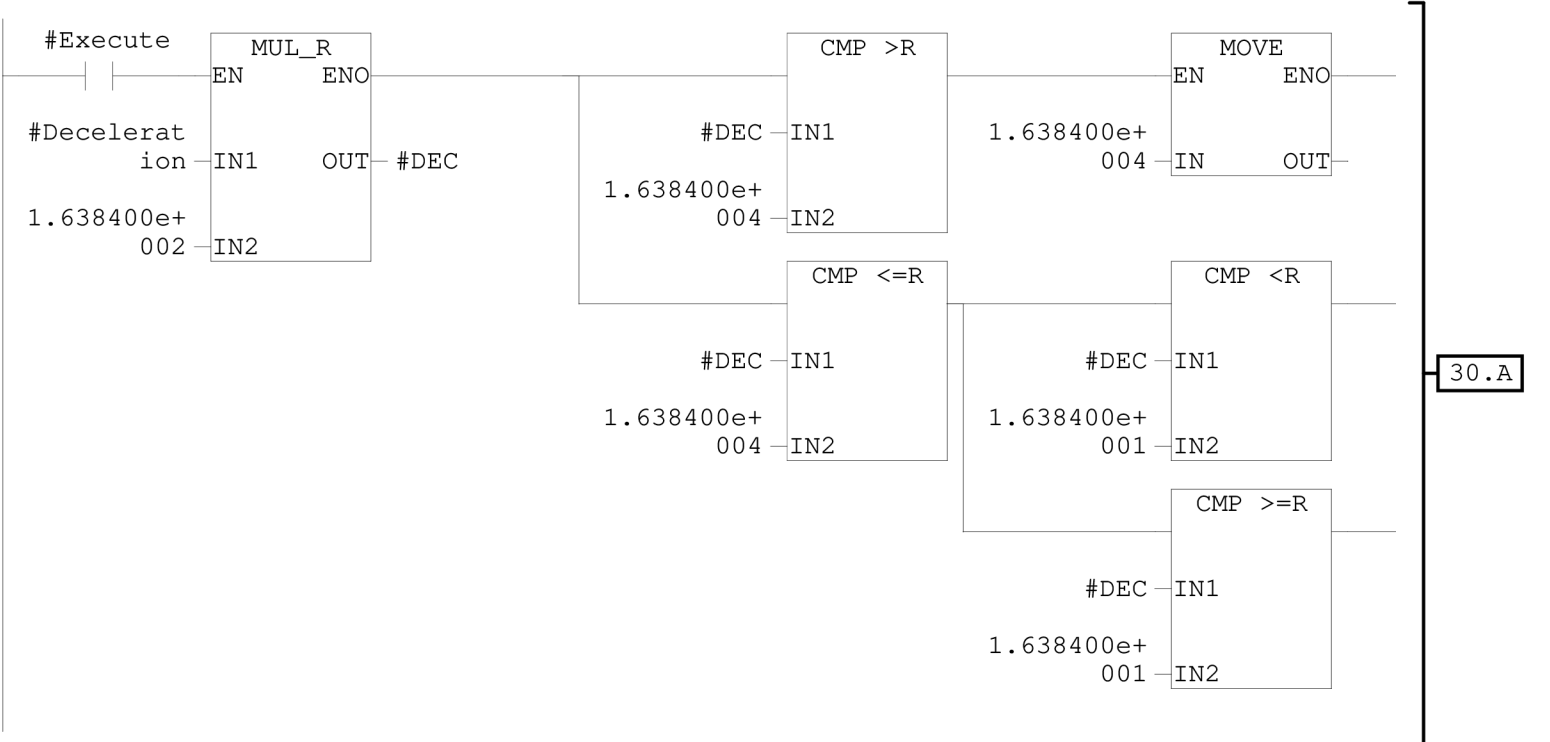 #Execute
MUL_R
CMP >R
MOVE
EN ENO
EN ENO
#Decelerat
ion
IN1 OUT
#DEC
#DEC
IN1
1.638400e+
004
IN OUT
1.638400e+
002
IN2
1.638400e+
004
IN2
CMP <=R
CMP <R
#DEC
IN1
#DEC
IN1
1.638400e+
004
IN2
1.638400e+
001
IN2
30.A
CMP >=R
#DEC
IN1
1.638400e+
001
IN2